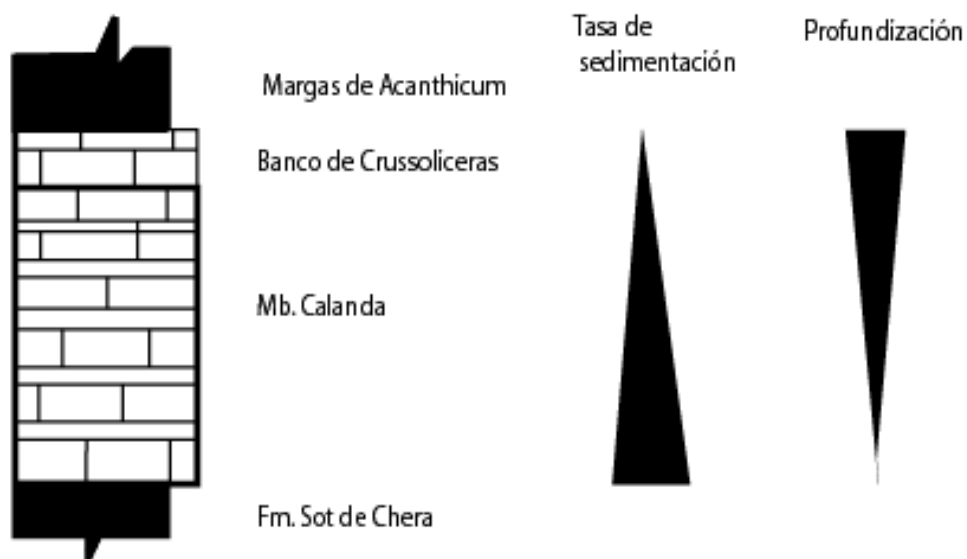 Tasa de
sedimentación
Profundización
Margas de Acanthicum
Banco de Crussoliceras
Mb. Calanda
Fm. Sot de Chera